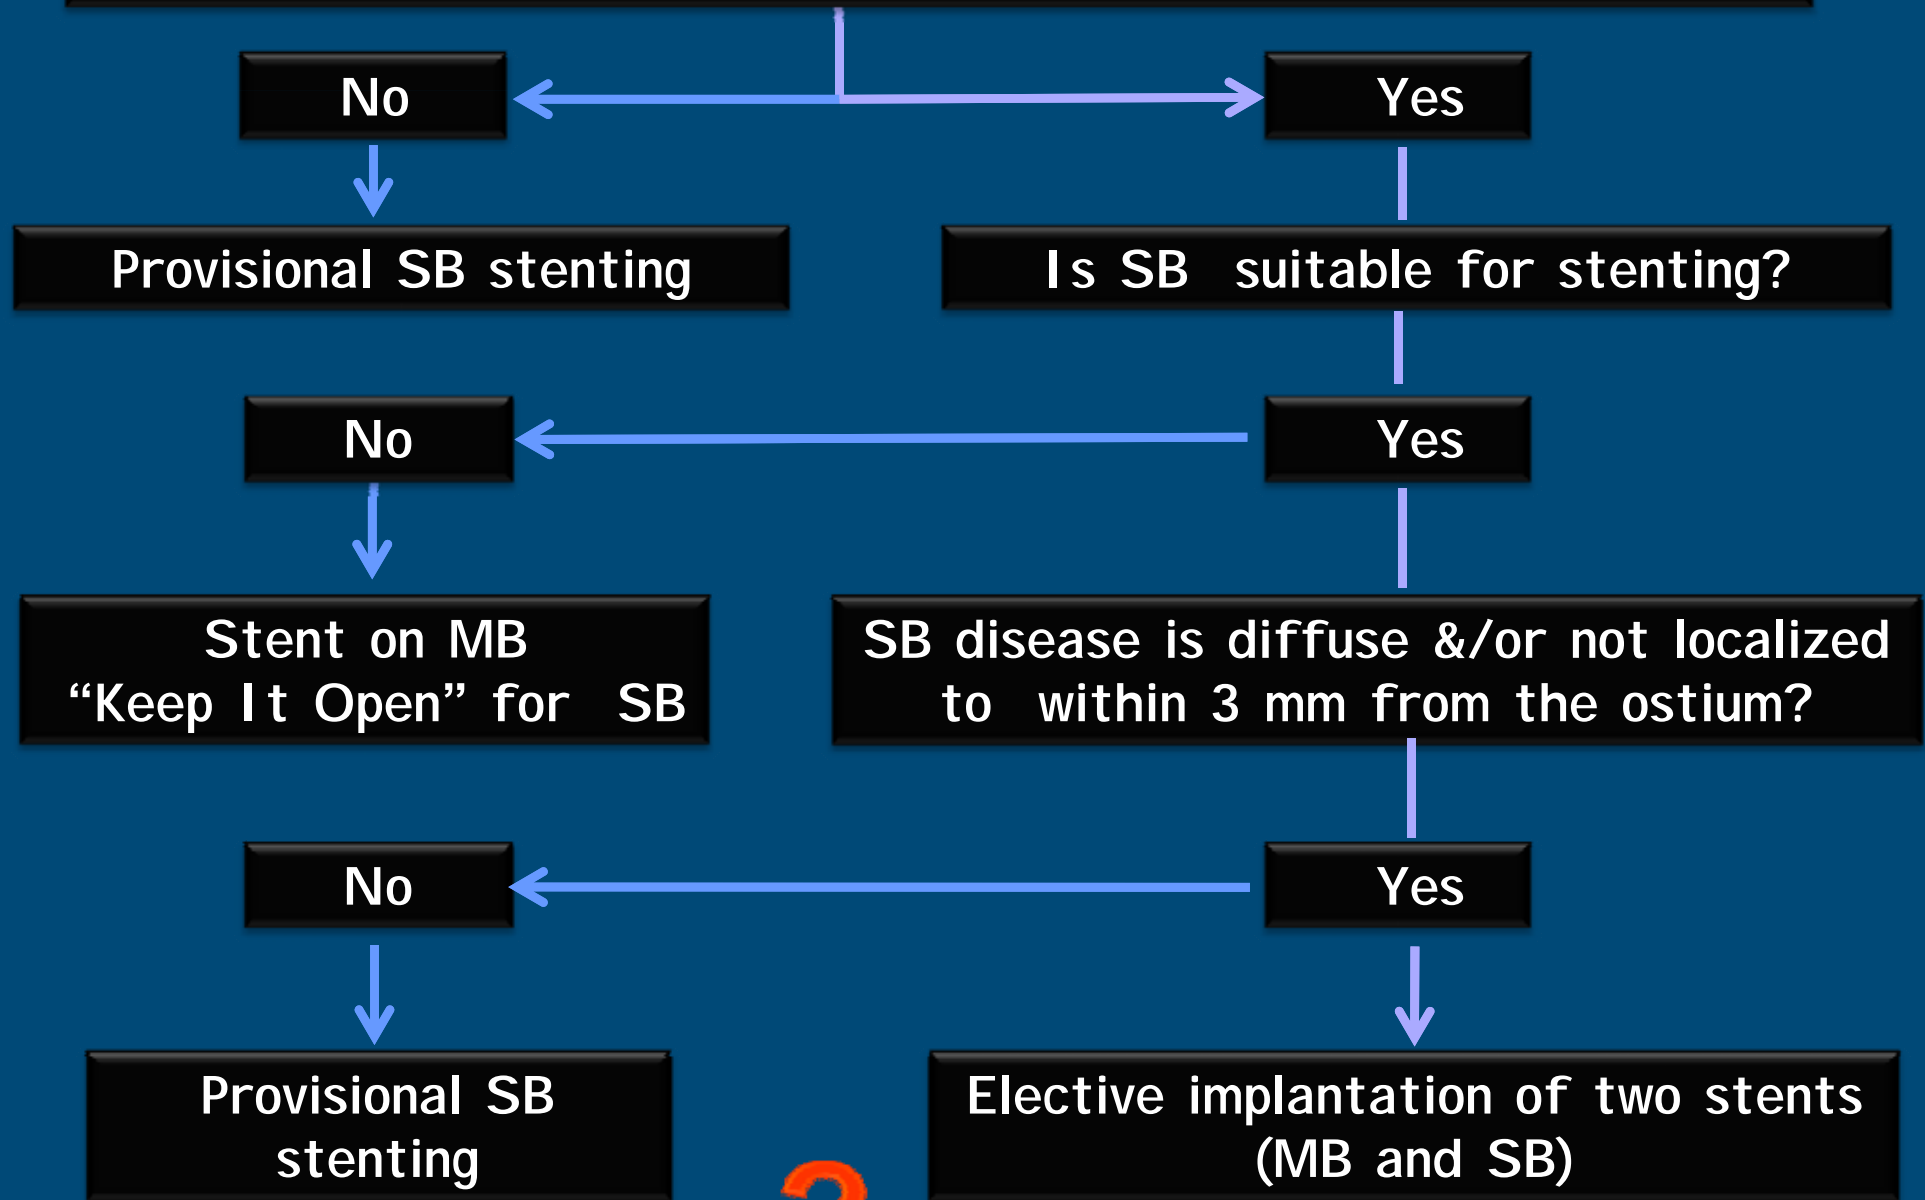 No
Yes
Provisional SB stenting
Is SB suitable for stenting?
No
Yes
Stent on MB
“Keep It Open” for SB
SB disease is diffuse &/or not localized
to within 3 mm from the ostium?
No
Yes
Provisional SB
stenting
Elective implantation of two stents
(MB and SB)
?